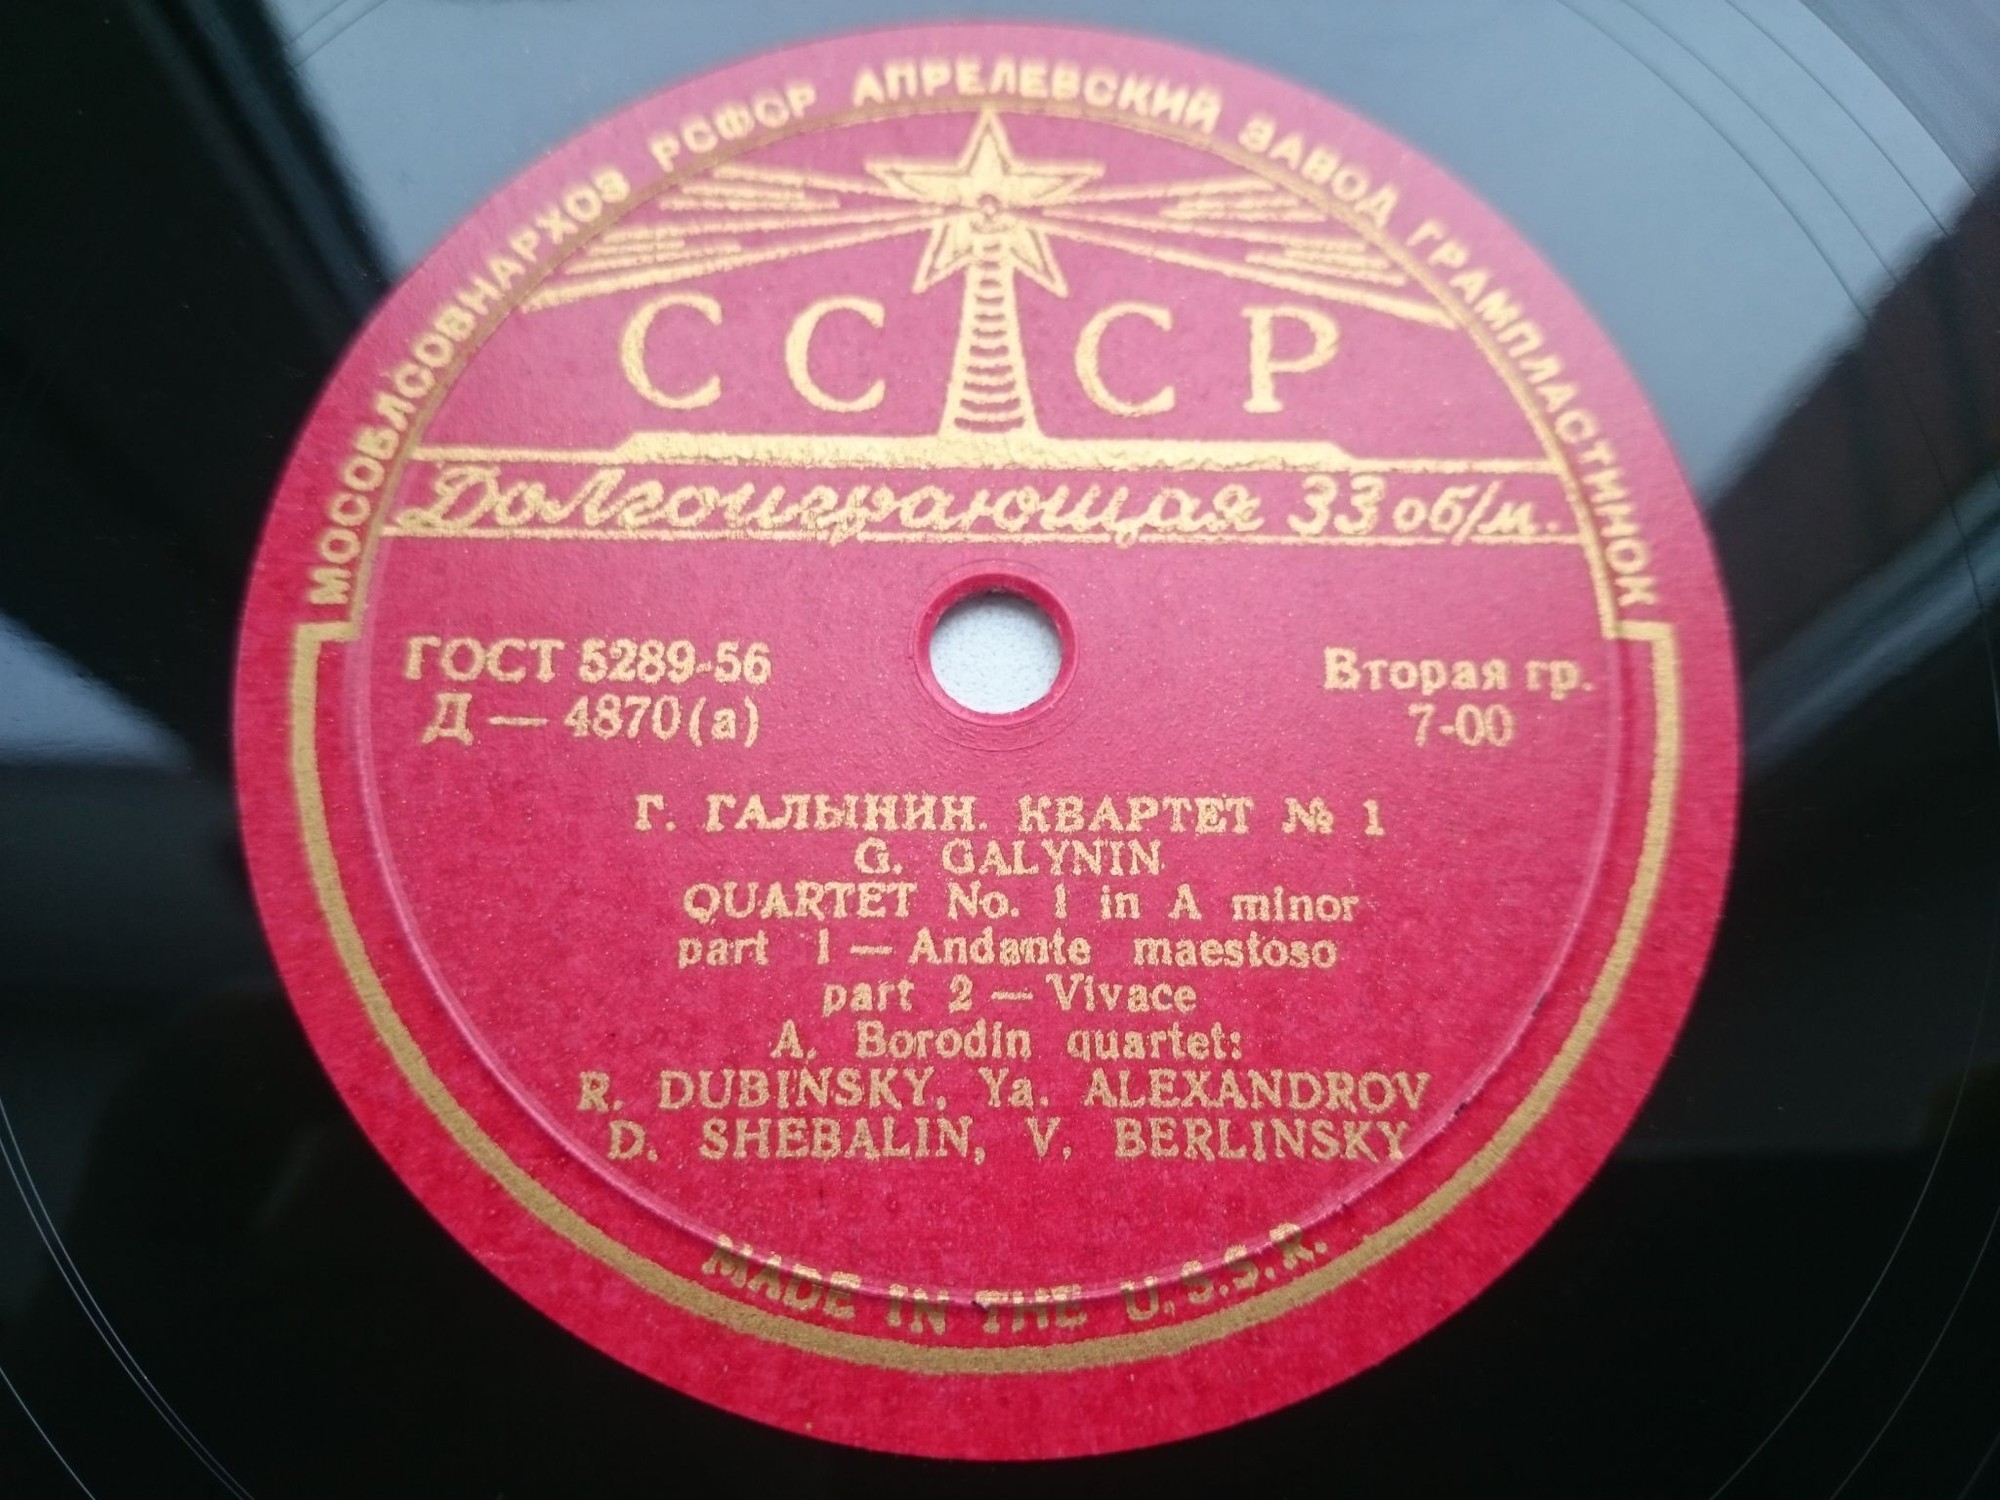 МОСОБЛСОВНАРХОЗ РСФСР АПРЕЛЕВСКИЙ ЗАВОД ГРАМПЛАСТИНОК
СССР
Долгоиграющая 33 об/м.
ГОСТ 5289-56
Д — 4870(а)
Вторая гр.
7-00
Г. ГАЛЫНИН. КВАРТЕТ № 1
G. GALYNIN
QUARTET No. 1 in A minor
part 1 — Andante maestoso
part 2 — Vivace
A. Borodin quartet:
R. DUBINSKY, Ya. ALEXANDROV
D. SHEBALIN, V. BERLINSKY
MADE IN THE U.S.S.R.